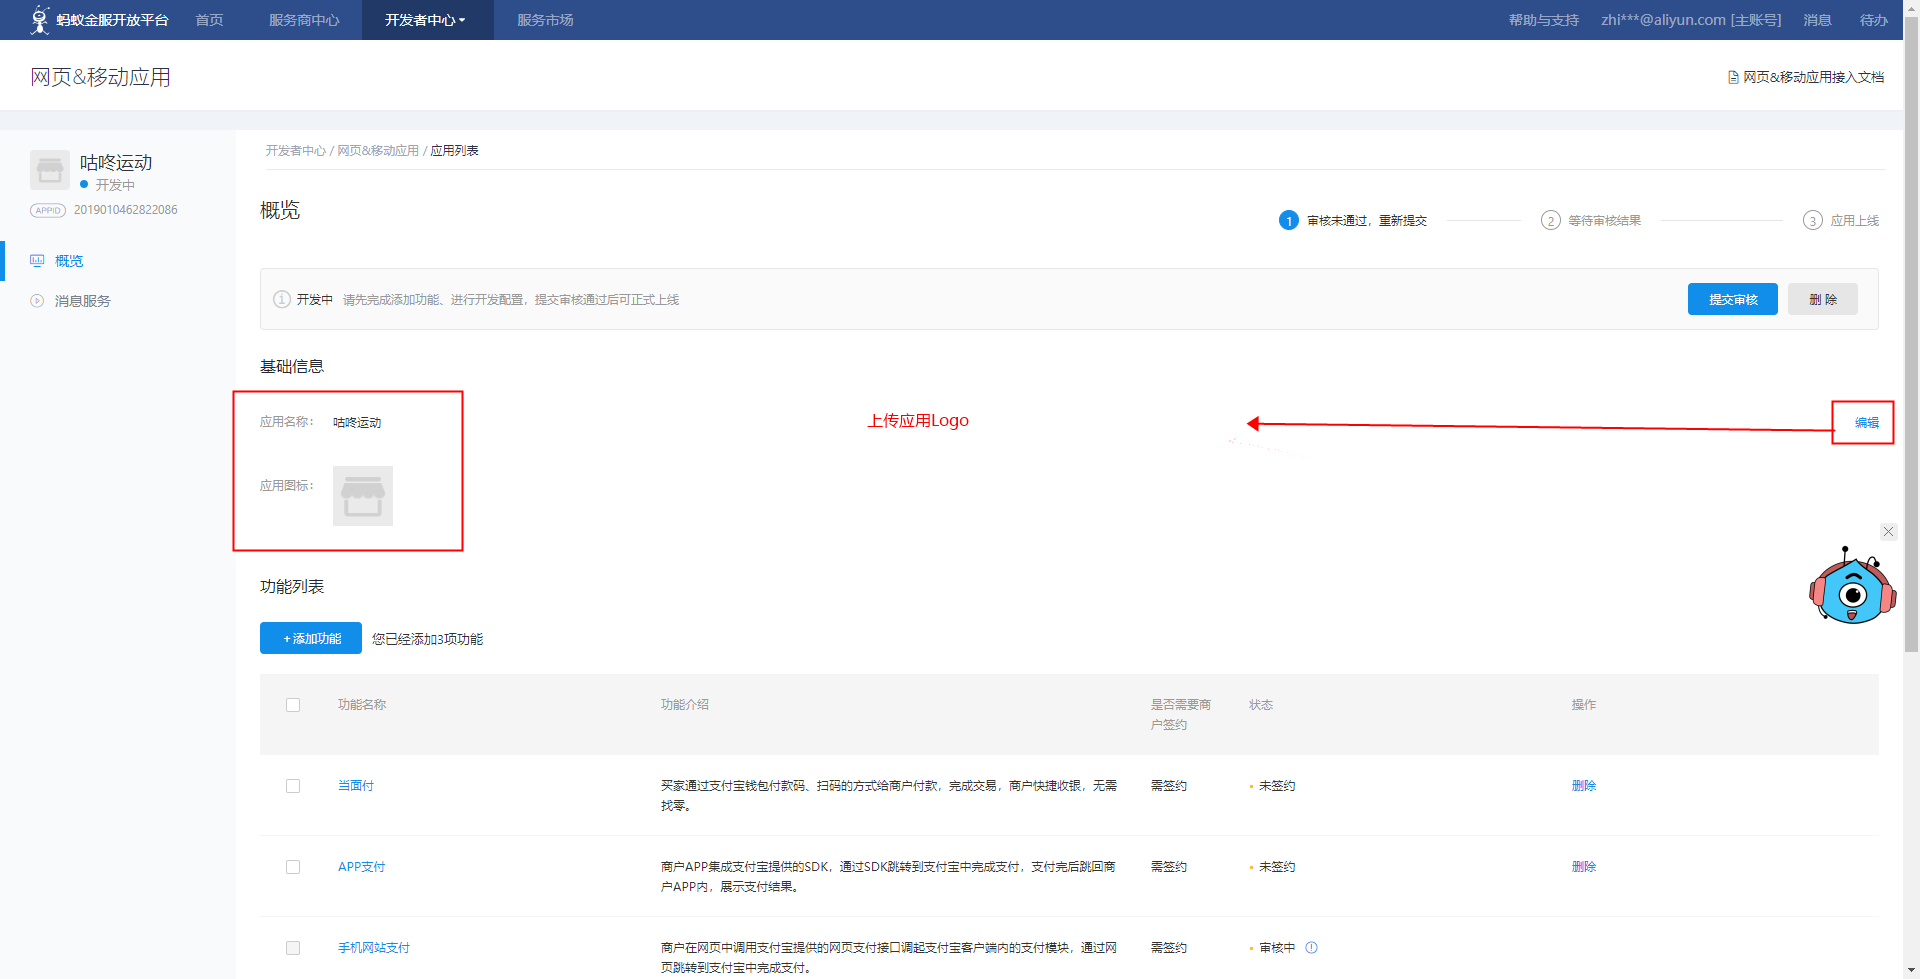 蚂蚁金服开放平台 首页 服务商中心 开发者中心 服务市场 帮助与支持 zhi***@aliyun.com [主账号] 消息 待办
网页&移动应用 网页&移动应用接入文档
咕咚运动
开发中
APPID 2019010462822086
概览
消息服务
开发者中心 / 网页&移动应用 / 应用列表
概览
1 审核未通过，重新提交 2 等待审核结果 3 应用上线
开发中 请先完成添加功能、进行开发配置，提交审核通过后可正式上线 提交审核 删 除
基础信息
应用名称： 咕咚运动 上传应用Logo 编辑
应用图标：
功能列表
+ 添加功能 您已经添加3项功能
功能名称 功能介绍 是否需要商 状态 操作
户签约
当面付 买家通过支付宝钱包付款码、扫码的方式给商户付款，完成交易，商户快捷收银，无需 需签约 未签约 删除
找零。
APP支付 商户APP集成支付宝提供的SDK，通过SDK跳转到支付宝中完成支付，支付完后跳回商 需签约 未签约 删除
户APP内，展示支付结果。
手机网站支付 商户在网页中调用支付宝提供的网页支付接口调起支付宝客户端内的支付模块，通过网 需签约 审核中
页跳转到支付宝中完成支付。